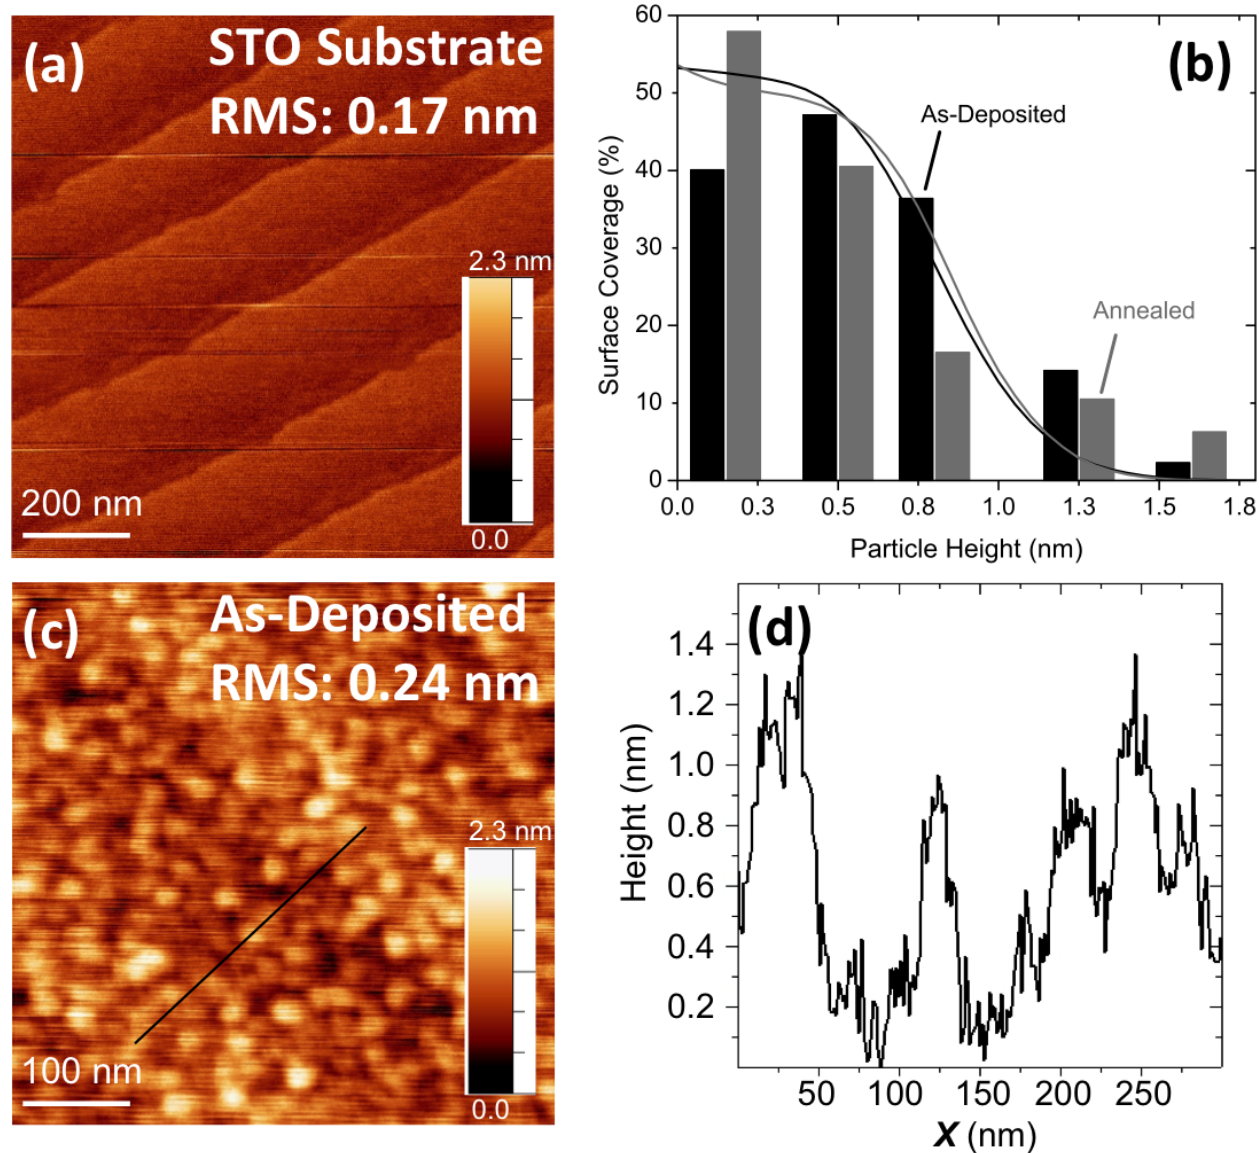 (a)
STO Substrate
RMS: 0.17 nm
2.3 nm
0.0
200 nm
(b)
60
50
40
30
20
10
0
Surface Coverage (%)
As-Deposited
Annealed
0.0 0.3 0.5 0.8 1.0 1.3 1.5 1.8
Particle Height (nm)
(c)
As-Deposited
RMS: 0.24 nm
2.3 nm
0.0
100 nm
(d)
1.4
1.2
1.0
0.8
0.6
0.4
0.2
Height (nm)
50 100 150 200 250
X (nm)